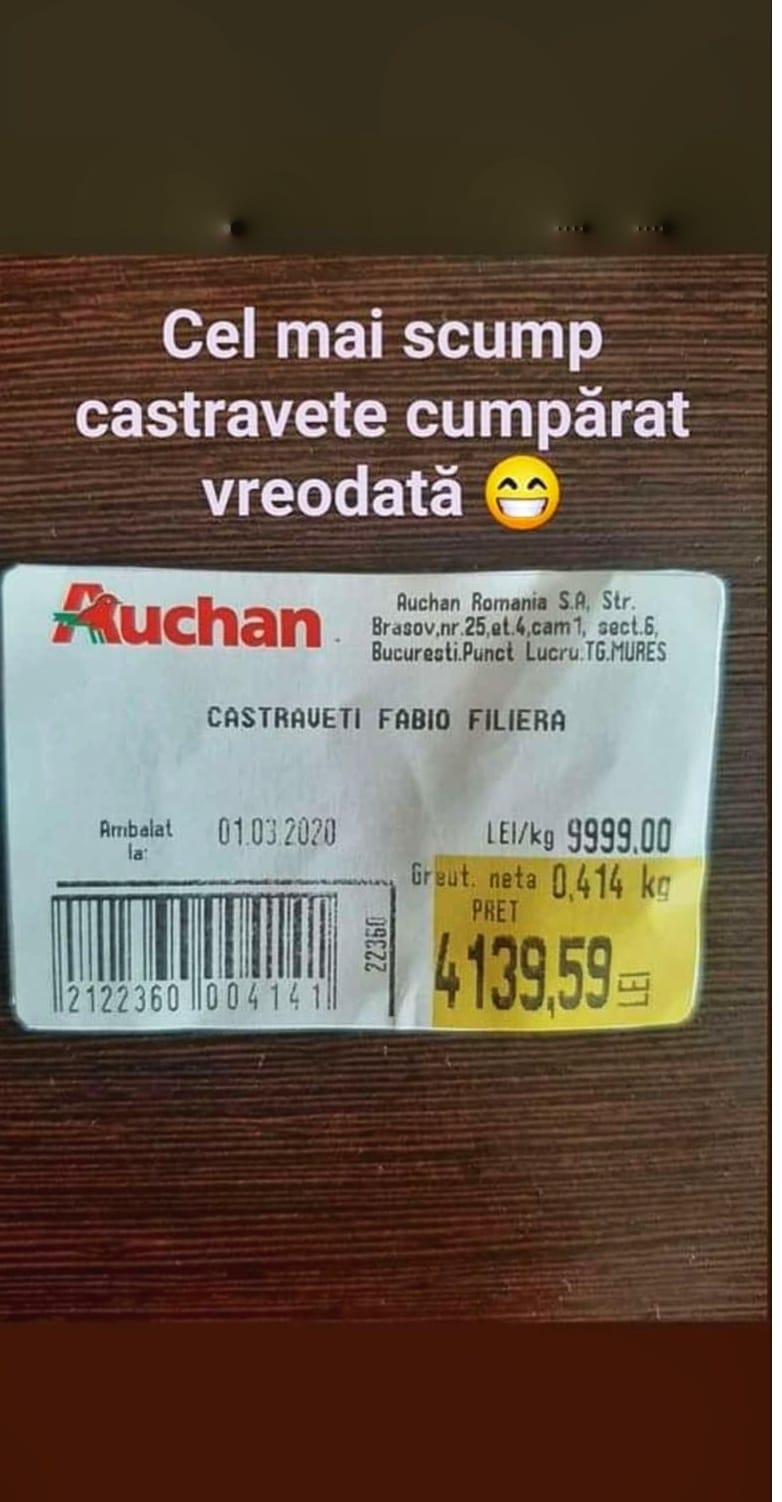 Cel mai scump
castravete cumpărat
vreodată 😁
Auchan
Auchan Romania S.A, Str.
Brasov,nr.25,et.4,cam1, sect.6,
Bucuresti.Punct Lucru.TG.MURES
CASTRAVETI FABIO FILIERA
Ambalat la: 01.03.2020
LEI/kg 9999.00
Greut. neta 0,414 kg
PRET
4139,59 LEI
22360
2122360 004141